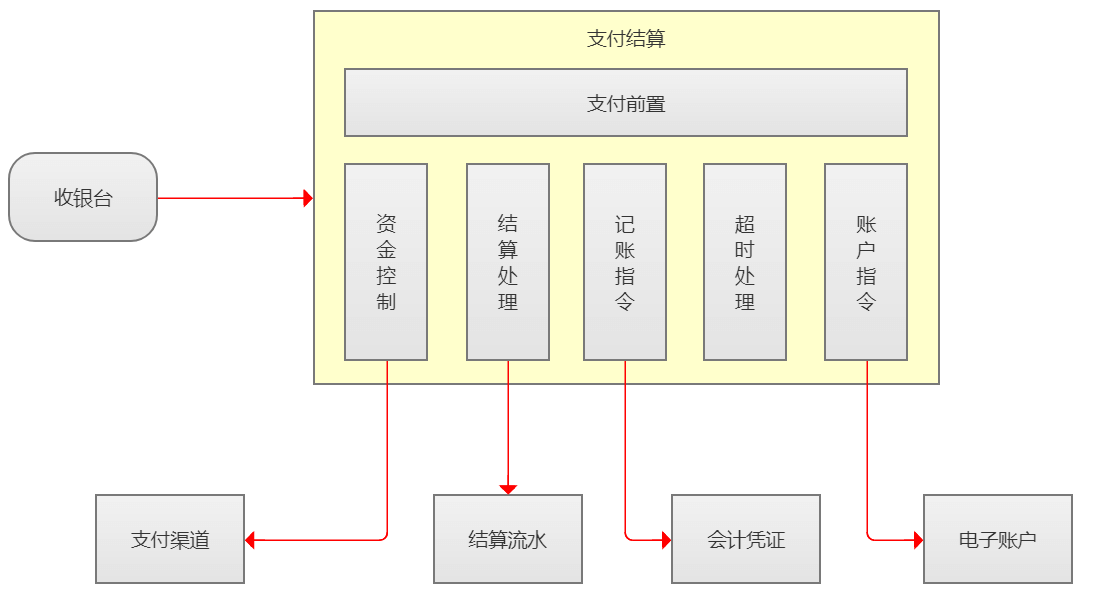 支付结算
支付前置
收银台
资金控制
结算处理
记账指令
超时处理
账户指令
支付渠道
结算流水
会计凭证
电子账户